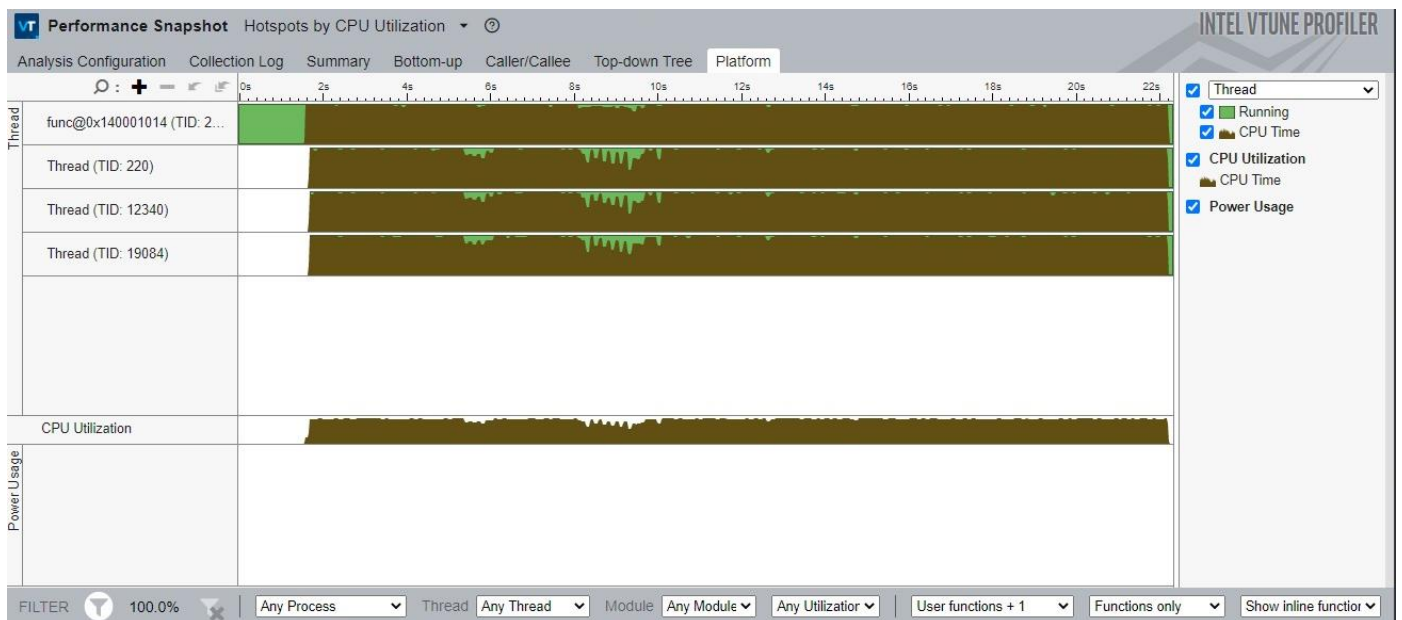 VT Performance Snapshot Hotspots by CPU Utilization
INTEL VTUNE PROFILER
Analysis Configuration Collection Log Summary Bottom-up Caller/Callee Top-down Tree Platform
0s 2s 4s 6s 8s 10s 12s 14s 16s 18s 20s 22s
Thread
func@0x140001014 (TID: 2...
Thread (TID: 220)
Thread (TID: 12340)
Thread (TID: 19084)
CPU Utilization
Power Usage
Thread
Running
CPU Time
CPU Utilization
CPU Time
Power Usage
FILTER 100.0% Any Process Thread Any Thread Module Any Module Any Utilization User functions + 1 Functions only Show inline function